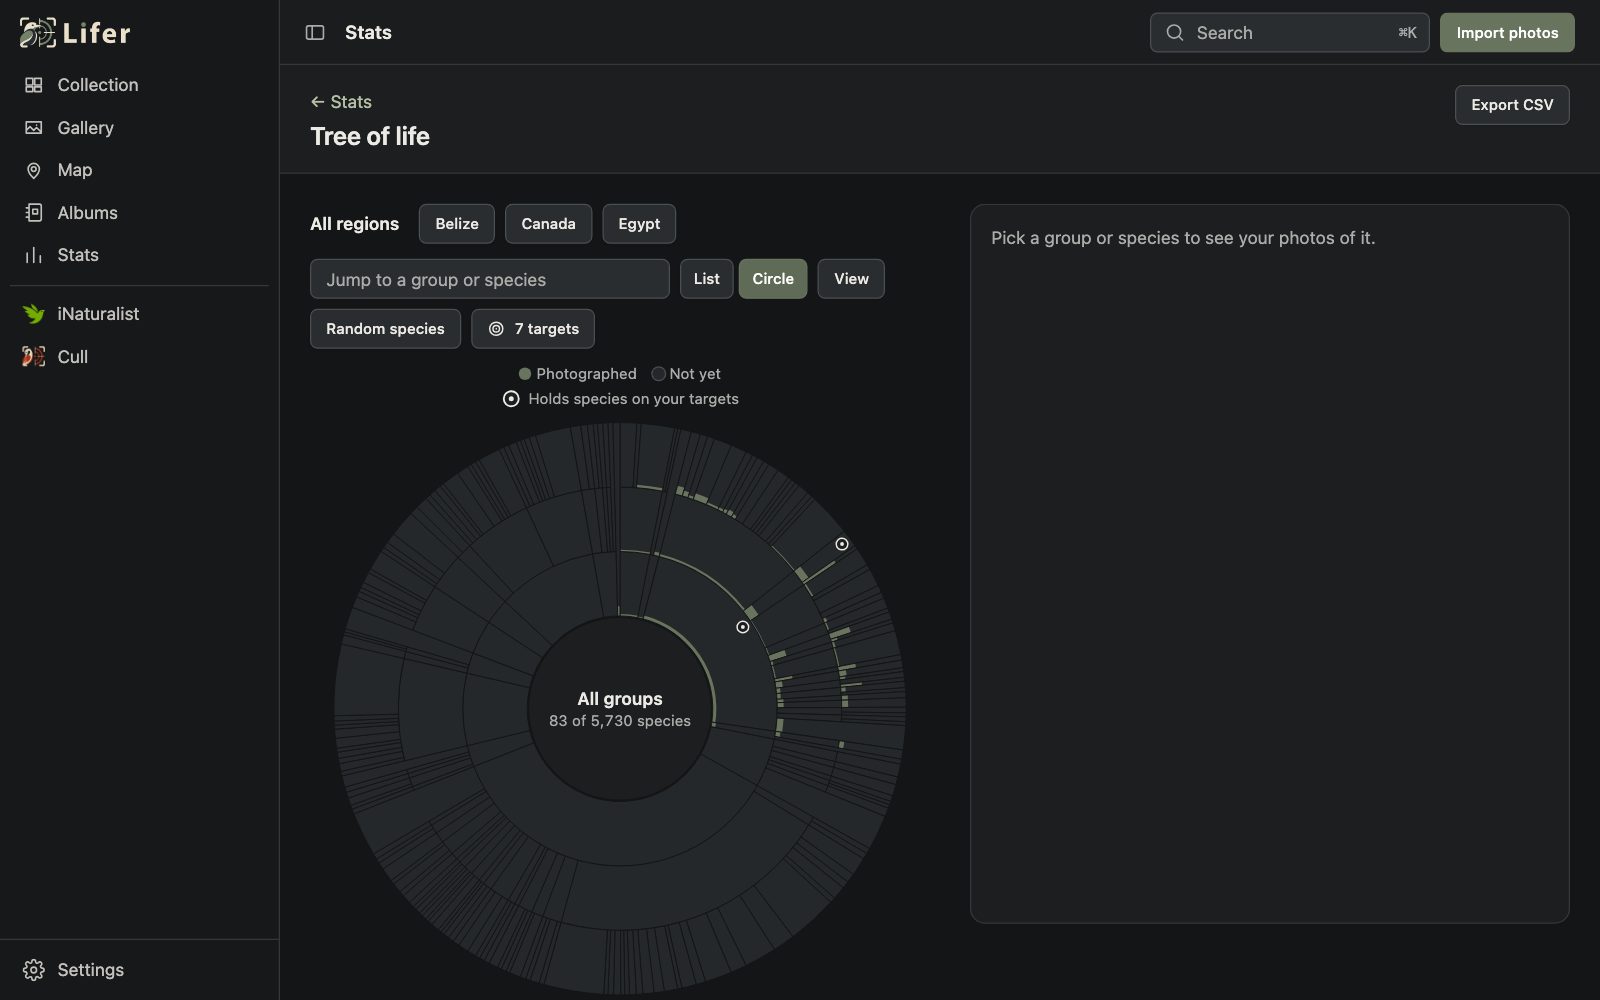 Lifer
Stats
Search
⌘K
Import photos
Collection
Gallery
Map
Albums
Stats
iNaturalist
Cull
Settings
← Stats
Tree of life
Export CSV
All regions
Belize
Canada
Egypt
Jump to a group or species
List
Circle
View
Random species
7 targets
Photographed
Not yet
Holds species on your targets
All groups
83 of 5,730 species
Pick a group or species to see your photos of it.